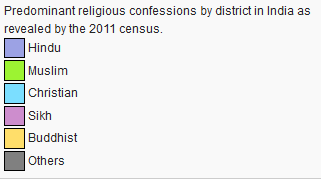 Predominant religious confessions by district in India as
revealed by the 2011 census.
Hindu
Muslim
Christian
Sikh
Buddhist
Others